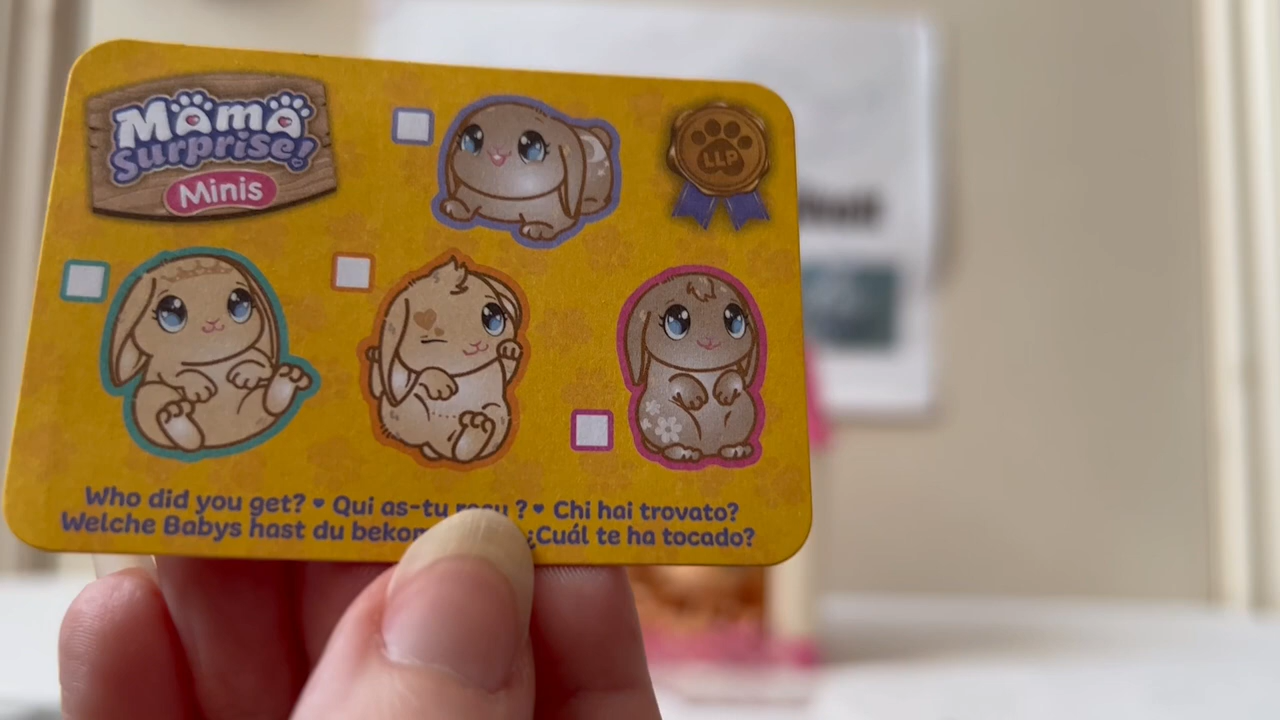 Mama
Surprise!
Minis
LLP
Who did you get? ♥ Qui as-tu ? ♥ Chi hai trovato?
Welche Babys hast du ¿Cuál te ha tocado?